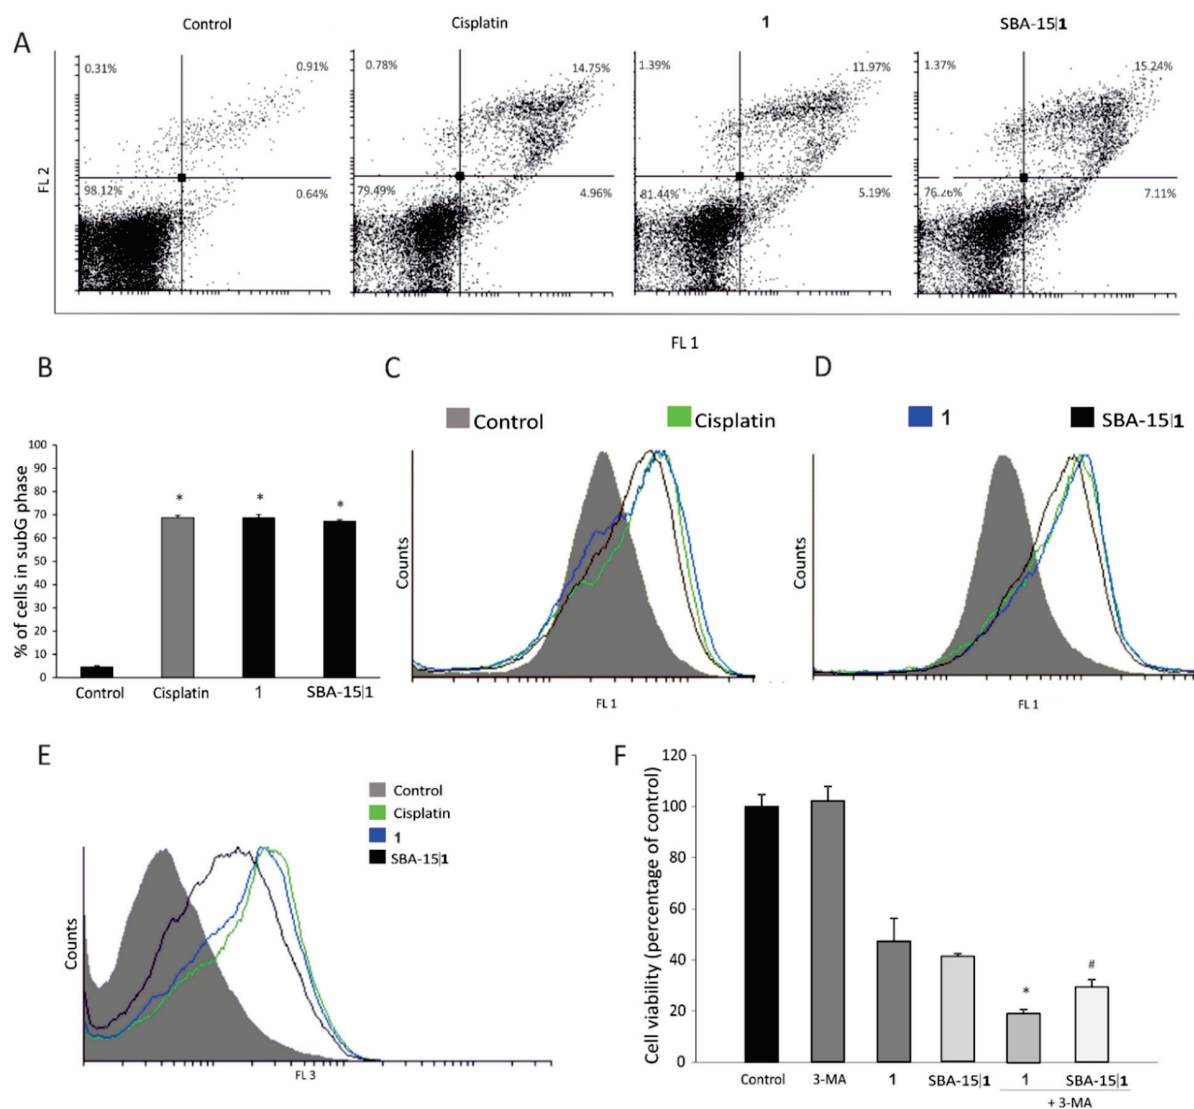 A
Control
Cisplatin
1
SBA-15|1
0.31%
0.91%
98.12%
0.64%
0.78%
14.75%
79.49%
4.96%
1.39%
11.97%
81.44%
5.19%
1.37%
15.24%
76.26%
7.11%
FL 2
FL 1
B
% of cells in subG phase
100
90
80
70
60
50
40
30
20
10
0
*
*
*
Control
Cisplatin
1
SBA-15|1
C
D
Control
Cisplatin
1
SBA-15|1
Counts
FL 1
Counts
FL 1
E
Control
Cisplatin
1
SBA-15|1
Counts
FL 3
F
Cell viability (percentage of control)
120
100
80
60
40
20
0
*
#
Control
3-MA
1
SBA-15|1
1
SBA-15|1
+ 3-MA